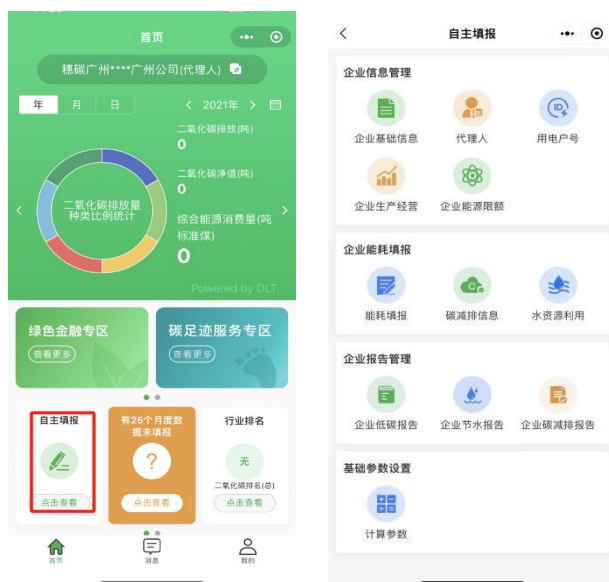 首页
穗碳广州****广州公司(代理人)
年 月 日
2021年
二氧化碳排放(吨)
0
二氧化碳净值(吨)
0
综合能源消费量(吨
标准煤)
0
二氧化碳排放量
种类比例统计
Powered by DLT
绿色金融专区
查看更多
碳足迹服务专区
查看更多
自主填报
点击查看
有26个月度数
据未填报
?
点击查看
行业排名
无
二氧化碳排名(总)
点击查看
首页
消息
我的
自主填报
企业信息管理
企业基础信息
代理人
ID
用电户号
企业生产经营
企业能源限额
企业能耗填报
能耗填报
碳减排信息
水资源利用
企业报告管理
企业低碳报告
企业节水报告
企业碳减排报告
基础参数设置
计算参数